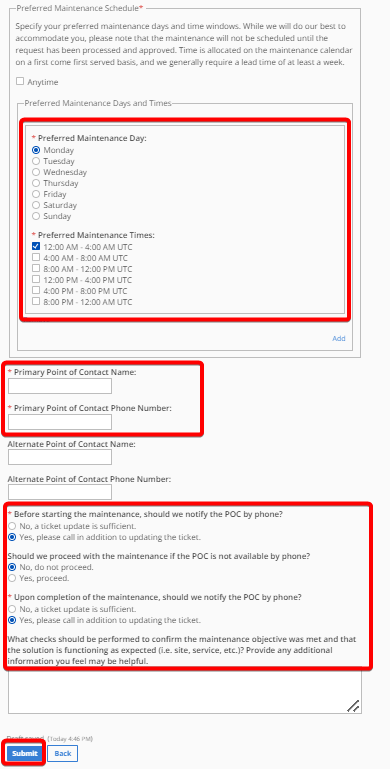 Preferred Maintenance Schedule*
Specify your preferred maintenance days and time windows. While we will do our best to
accommodate you, please note that the maintenance will not be scheduled until the
request has been processed and approved. Time is allocated on the maintenance calendar
on a first come first served basis, and we generally require a lead time of at least a week.
Anytime
Preferred Maintenance Days and Times
* Preferred Maintenance Day:
Monday
Tuesday
Wednesday
Thursday
Friday
Saturday
Sunday
* Preferred Maintenance Times:
12:00 AM - 4:00 AM UTC
4:00 AM - 8:00 AM UTC
8:00 AM - 12:00 PM UTC
12:00 PM - 4:00 PM UTC
4:00 PM - 8:00 PM UTC
8:00 PM - 12:00 AM UTC
Add
* Primary Point of Contact Name:
* Primary Point of Contact Phone Number:
Alternate Point of Contact Name:
Alternate Point of Contact Phone Number:
* Before starting the maintenance, should we notify the POC by phone?
No, a ticket update is sufficient.
Yes, please call in addition to updating the ticket.
Should we proceed with the maintenance if the POC is not available by phone?
No, do not proceed.
Yes, proceed.
* Upon completion of the maintenance, should we notify the POC by phone?
No, a ticket update is sufficient.
Yes, please call in addition to updating the ticket.
What checks should be performed to confirm the maintenance objective was met and that
the solution is functioning as expected (i.e. site, service, etc.)? Provide any additional
information you feel may be helpful.
Draft saved. (Today 4:46 PM)
Submit Back